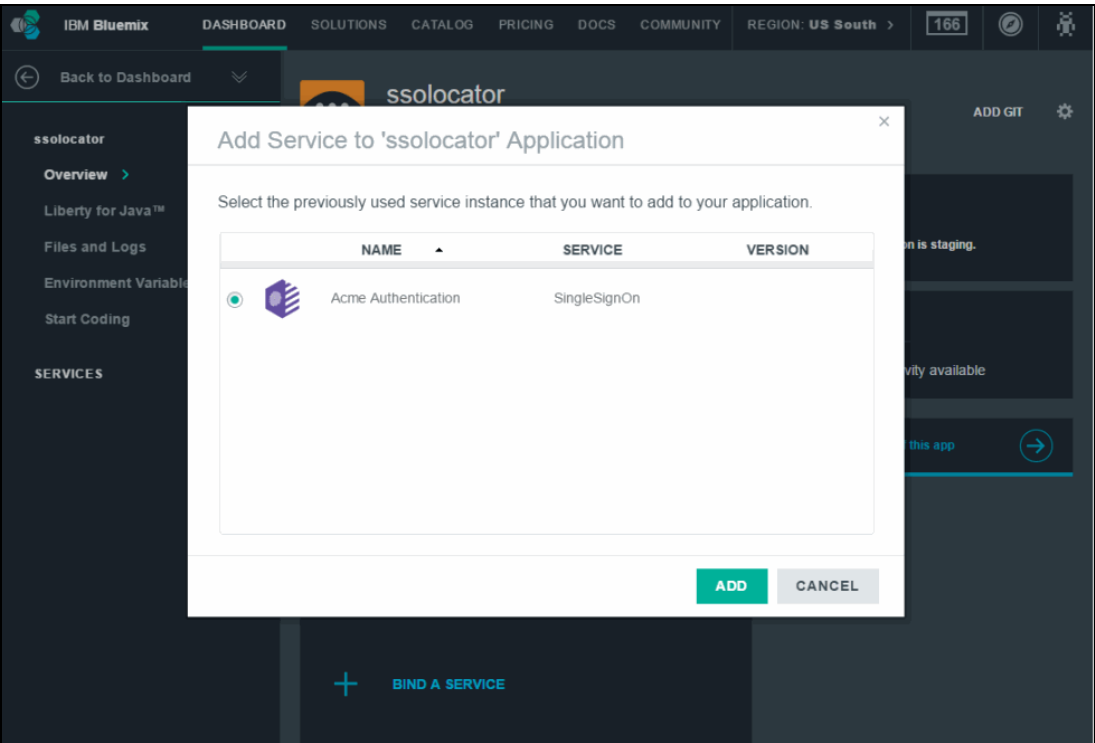 IBM Bluemix DASHBOARD SOLUTIONS CATALOG PRICING DOCS COMMUNITY REGION: US South > 166
Back to Dashboard
ssolocator
ADD GIT
ssolocator
Overview >
Liberty for Java™
Files and Logs
Environment Variable
Start Coding
SERVICES
Add Service to 'ssolocator' Application
×
Select the previously used service instance that you want to add to your application.
NAME SERVICE VERSION
Acme Authentication SingleSignOn
ADD CANCEL
is staging.
available
this app
BIND A SERVICE